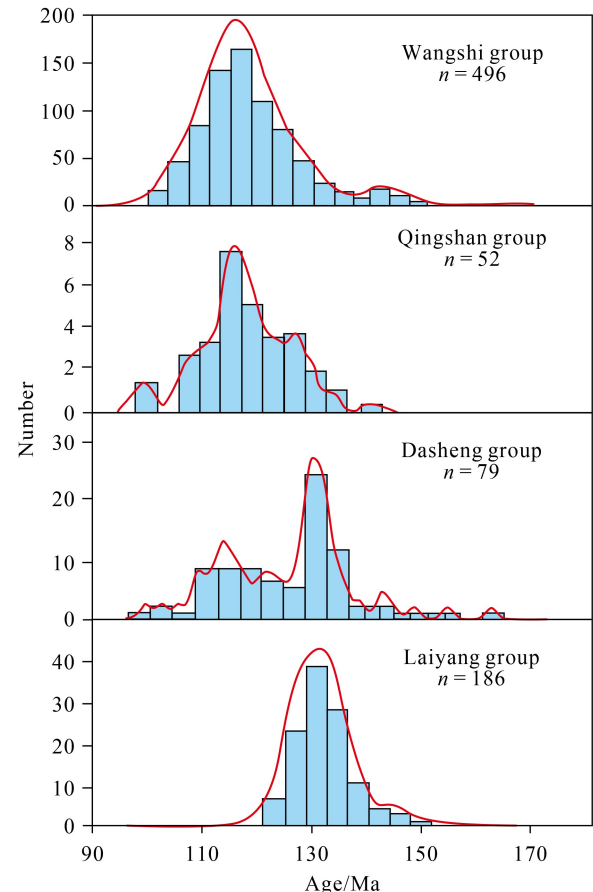 200
150
100
50
0
Wangshi group
n = 496
8
6
4
2
0
Qingshan group
n = 52
Number
30
20
10
0
Dasheng group
n = 79
40
30
20
10
0
Laiyang group
n = 186
90 110 130 150 170
Age/Ma